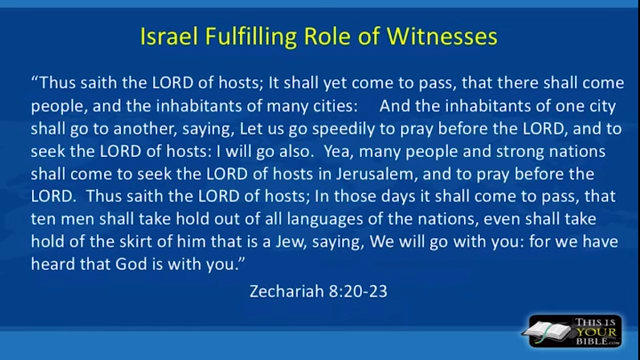 Israel Fulfilling Role of Witnesses
“Thus saith the LORD of hosts; It shall yet come to pass, that there shall come
people, and the inhabitants of many cities: And the inhabitants of one city
shall go to another, saying, Let us go speedily to pray before the LORD, and to
seek the LORD of hosts: I will go also. Yea, many people and strong nations
shall come to seek the LORD of hosts in Jerusalem, and to pray before the
LORD. Thus saith the LORD of hosts; In those days it shall come to pass, that
ten men shall take hold out of all languages of the nations, even shall take
hold of the skirt of him that is a Jew, saying, We will go with you: for we have
heard that God is with you.”
Zechariah 8:20-23
THIS IS
YOUR
BIBLE.com